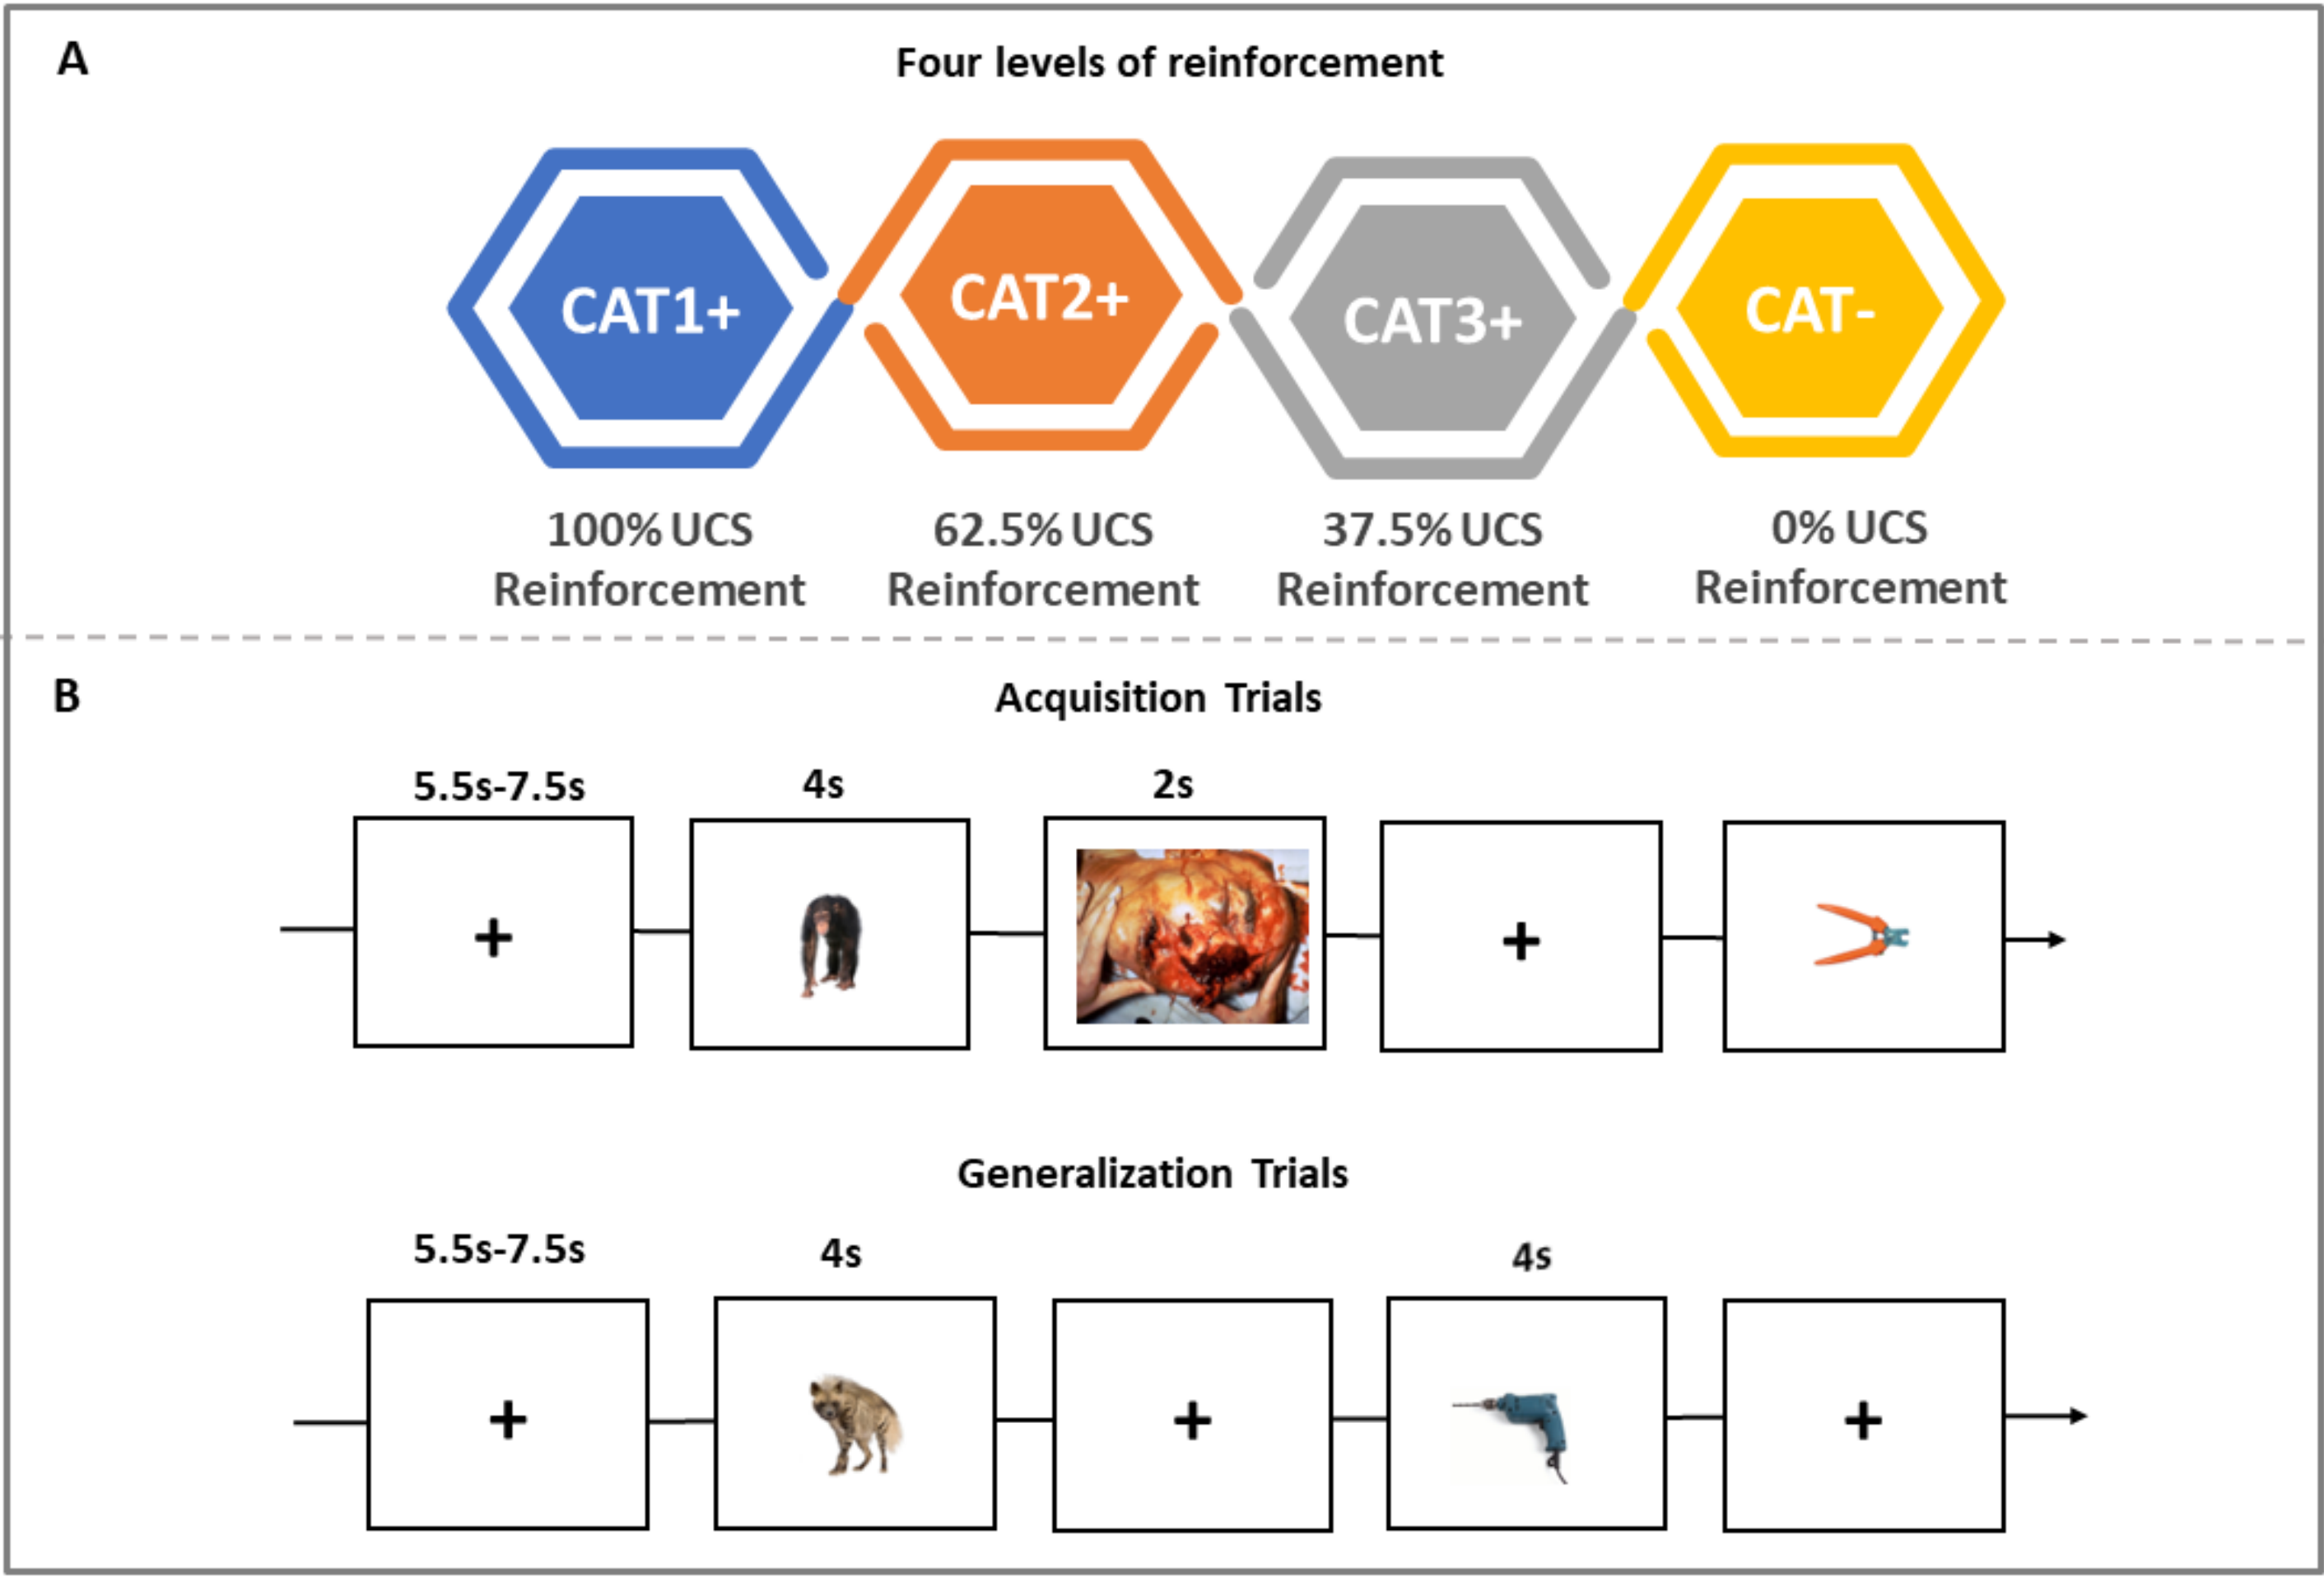 A
Four levels of reinforcement
CAT1+
CAT2+
CAT3+
CAT-
100% UCS
Reinforcement
62.5% UCS
Reinforcement
37.5% UCS
Reinforcement
0% UCS
Reinforcement
B
Acquisition Trials
5.5s-7.5s
4s
2s
+
+
Generalization Trials
5.5s-7.5s
4s
4s
+
+
+